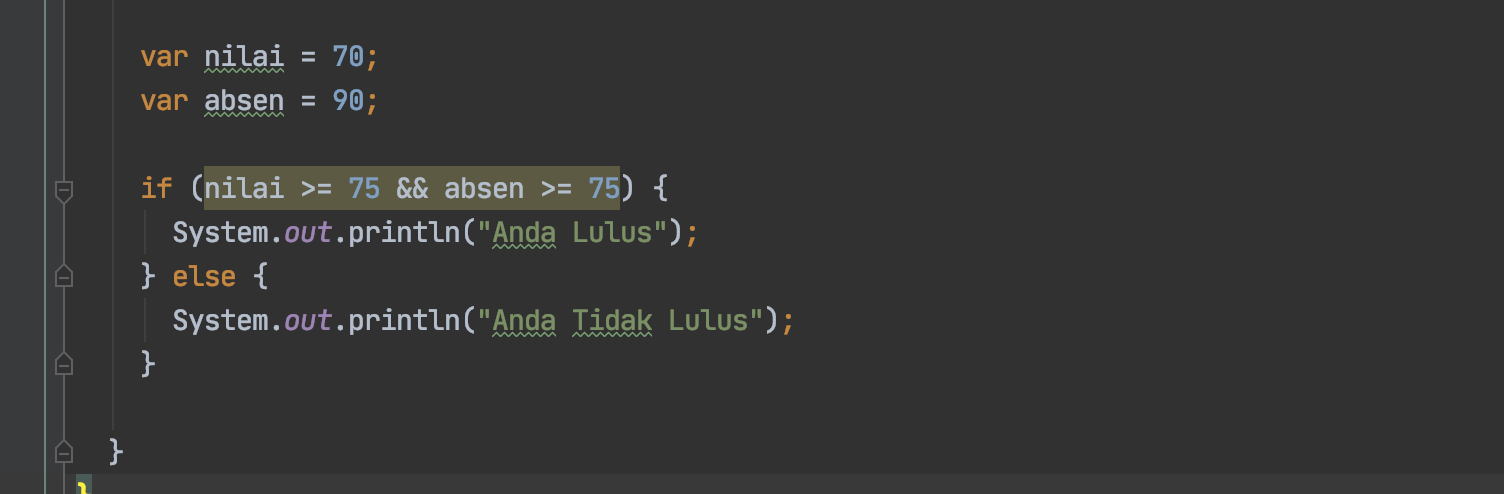 var nilai = 70;
var absen = 90;
if (nilai >= 75 && absen >= 75) {
System.out.println("Anda Lulus");
} else {
System.out.println("Anda Tidak Lulus");
}
}
}